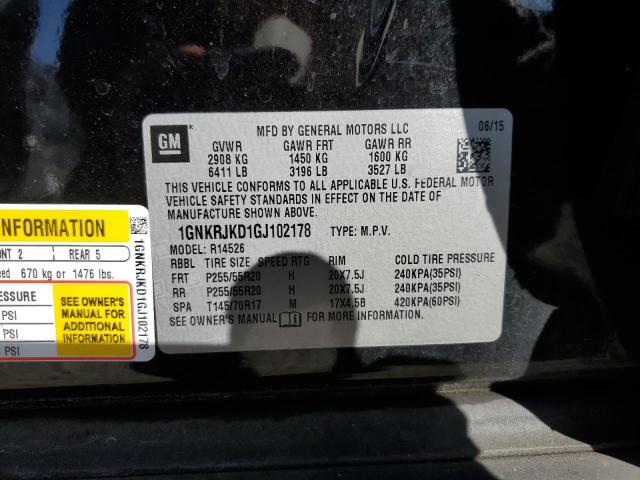 GM
MFD BY GENERAL MOTORS LLC
06/15
GVWR GAWR FRT GAWR RR
2908 KG 1450 KG 1600 KG
6411 LB 3196 LB 3527 LB
THIS VEHICLE CONFORMS TO ALL APPLICABLE U.S. FEDERAL MOTOR
VEHICLE SAFETY STANDARDS IN EFFECT ON THE DATE OF
MANUFACTURE SHOWN ABOVE.
1GNKRJKD1GJ102178 TYPE: M.P.V.
MODEL: R14526
RBBL TIRE SIZE SPEED RTG RIM COLD TIRE PRESSURE
FRT P255/55R20 H 20X7.5J 240KPA(35PSI)
RR P255/55R20 H 20X7.5J 240KPA(35PSI)
SPA T145/70R17 M 17X4.5B 420KPA(60PSI)
SEE OWNER'S MANUAL FOR MORE INFORMATION
INFORMATION
2 REAR 5
670 kg or 1476 lbs.
PSI
PSI
PSI
SEE OWNER'S
MANUAL FOR
ADDITIONAL
INFORMATION
1GNKRJKD1GJ102178